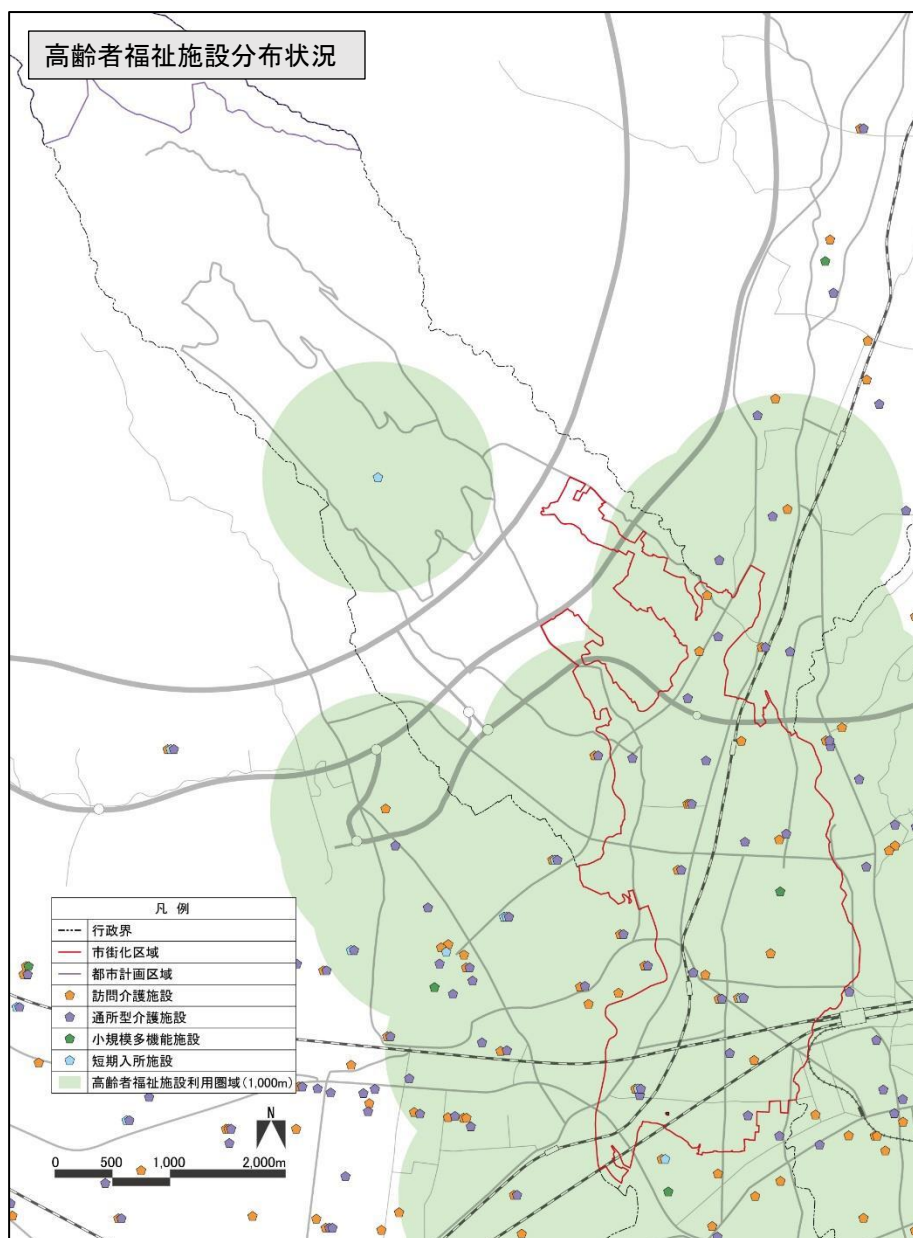 高齢者福祉施設分布状況
凡 例
行政界
市街化区域
都市計画区域
訪問介護施設
通所型介護施設
小規模多機能施設
短期入所施設
高齢者福祉施設利用圏域(1,000m)
N
0 500 1,000 2,000m